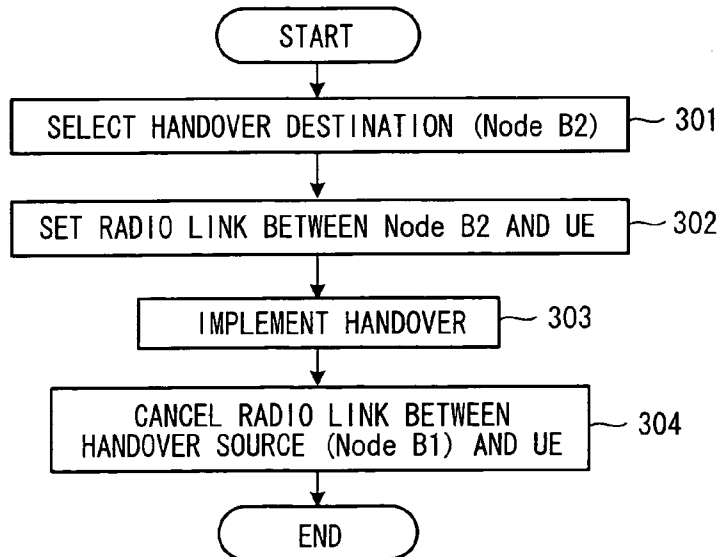 START
SELECT HANDOVER DESTINATION (Node B2)
301
SET RADIO LINK BETWEEN Node B2 AND UE
302
IMPLEMENT HANDOVER
303
CANCEL RADIO LINK BETWEEN
HANDOVER SOURCE (Node B1) AND UE
304
END